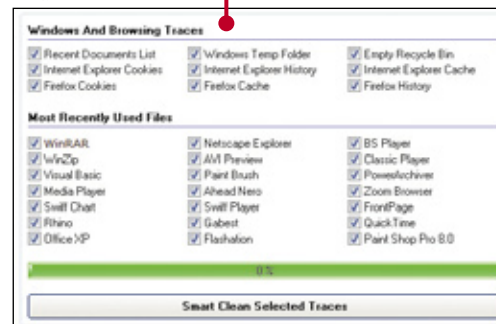 Windows And Browsing Traces
Recent Documents List Windows Temp Folder Empty Recycle Bin
Internet Explorer Cookies Internet Explorer History Internet Explorer Cache
Firefox Cookies Firefox Cache Firefox History
Most Recently Used Files
WinRAR Netscape Explorer BS Player
WinZip AVI Preview Classic Player
Visual Basic Paint Brush PowerArchiver
Media Player Ahead Nero Zoom Browser
Swiff Chart Swiff Player FrontPage
Rhino Gabest QuickTime
Office XP Flashation Paint Shop Pro 8.0
0 %
Smart Clean Selected Traces